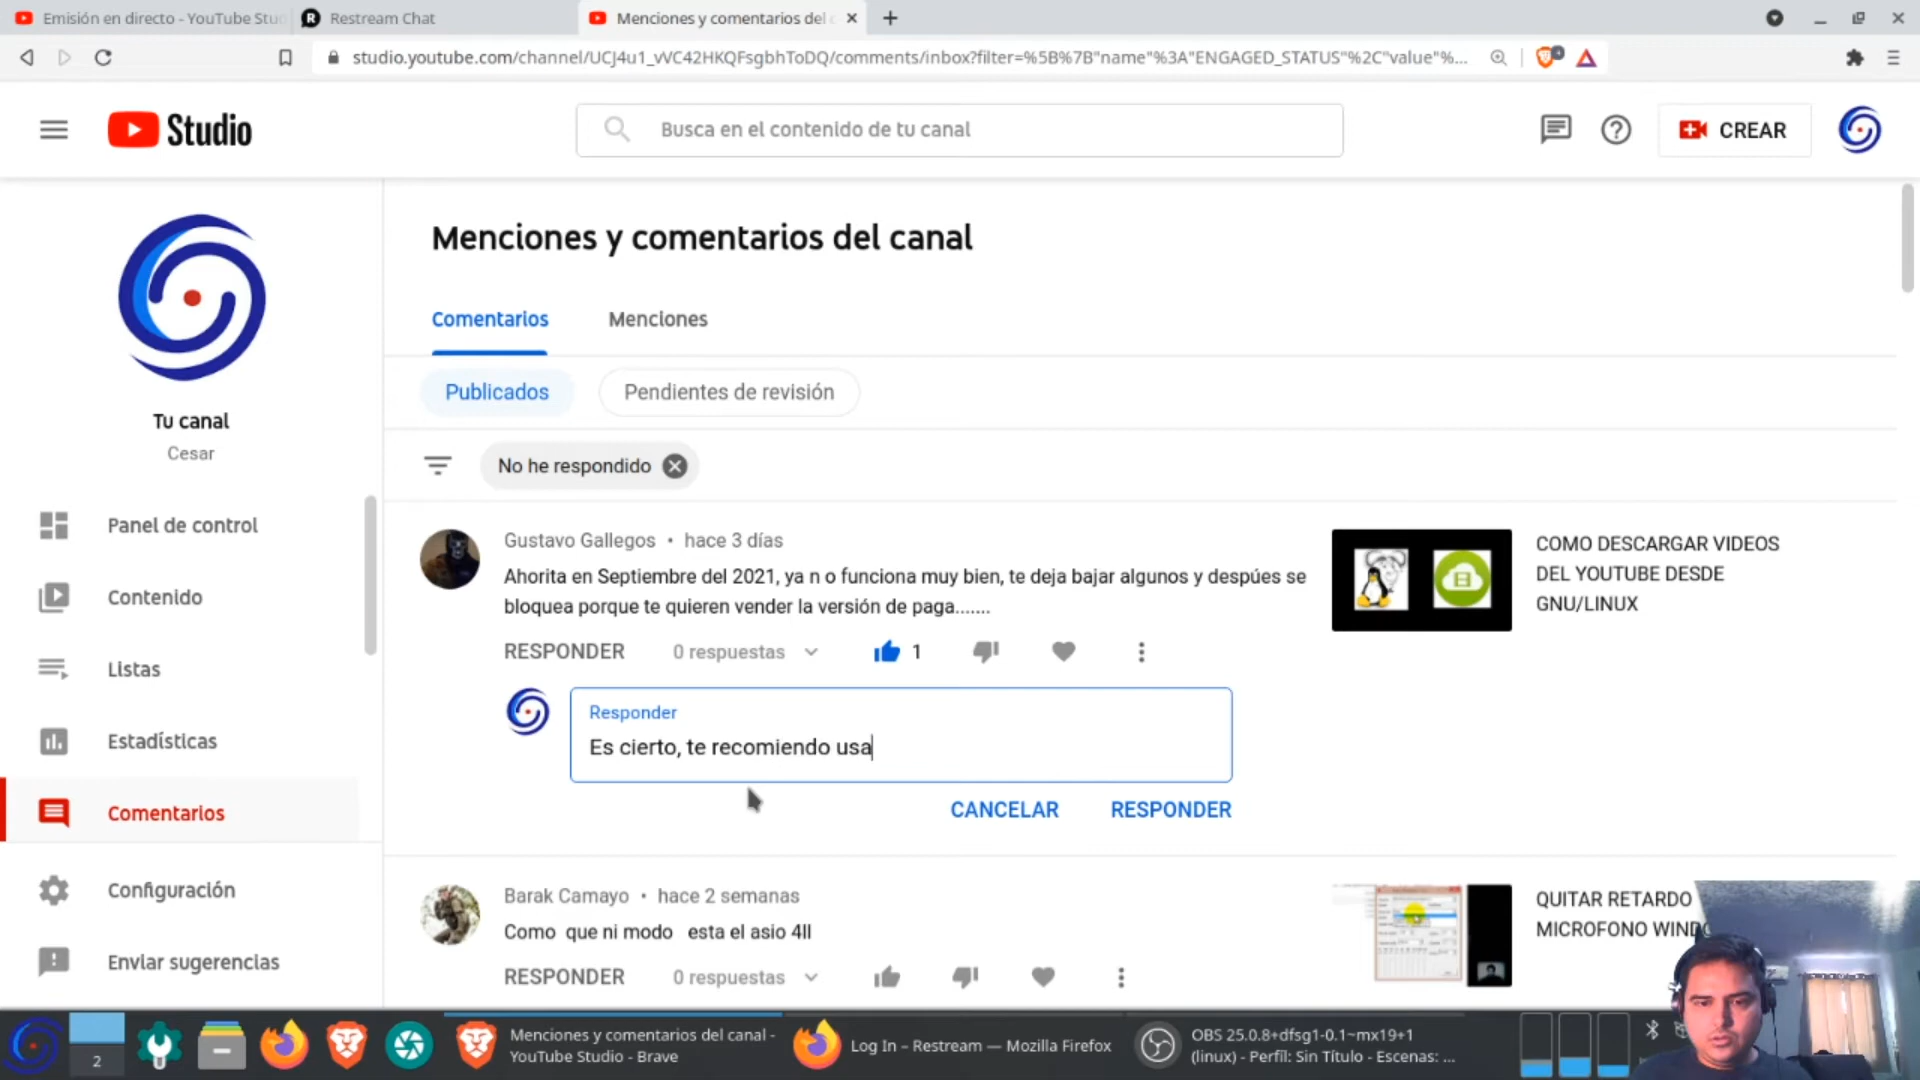 Emisión en directo - YouTube Stu
Restream Chat
Menciones y comentarios del c
studio.youtube.com/channel/UCJ4u1_vVC42HKQFsgbhToDQ/comments/inbox?filter=%5B%7B"name"%3A"ENGAGED_STATUS"%2C"value"%...
Studio
Busca en el contenido de tu canal
CREAR
Menciones y comentarios del canal
Comentarios
Menciones
Publicados
Pendientes de revisión
No he respondido
Tu canal
Cesar
Panel de control
Contenido
Listas
Estadísticas
Comentarios
Configuración
Enviar sugerencias
Gustavo Gallegos • hace 3 días
Ahorita en Septiembre del 2021, ya n o funciona muy bien, te deja bajar algunos y despúes se
bloquea porque te quieren vender la versión de paga.......
RESPONDER
0 respuestas
1
COMO DESCARGAR VIDEOS
DEL YOUTUBE DESDE
GNU/LINUX
Responder
Es cierto, te recomiendo usa
CANCELAR
RESPONDER
Barak Camayo • hace 2 semanas
Como que ni modo esta el asio 4ll
RESPONDER
0 respuestas
QUITAR RETARDO
MICROFONO WINDO
2
Menciones y comentarios del canal -
YouTube Studio - Brave
Log In – Restream — Mozilla Firefox
OBS 25.0.8+dfsg1-0.1~mx19+1
(linux) - Perfil: Sin Título - Escenas: ...